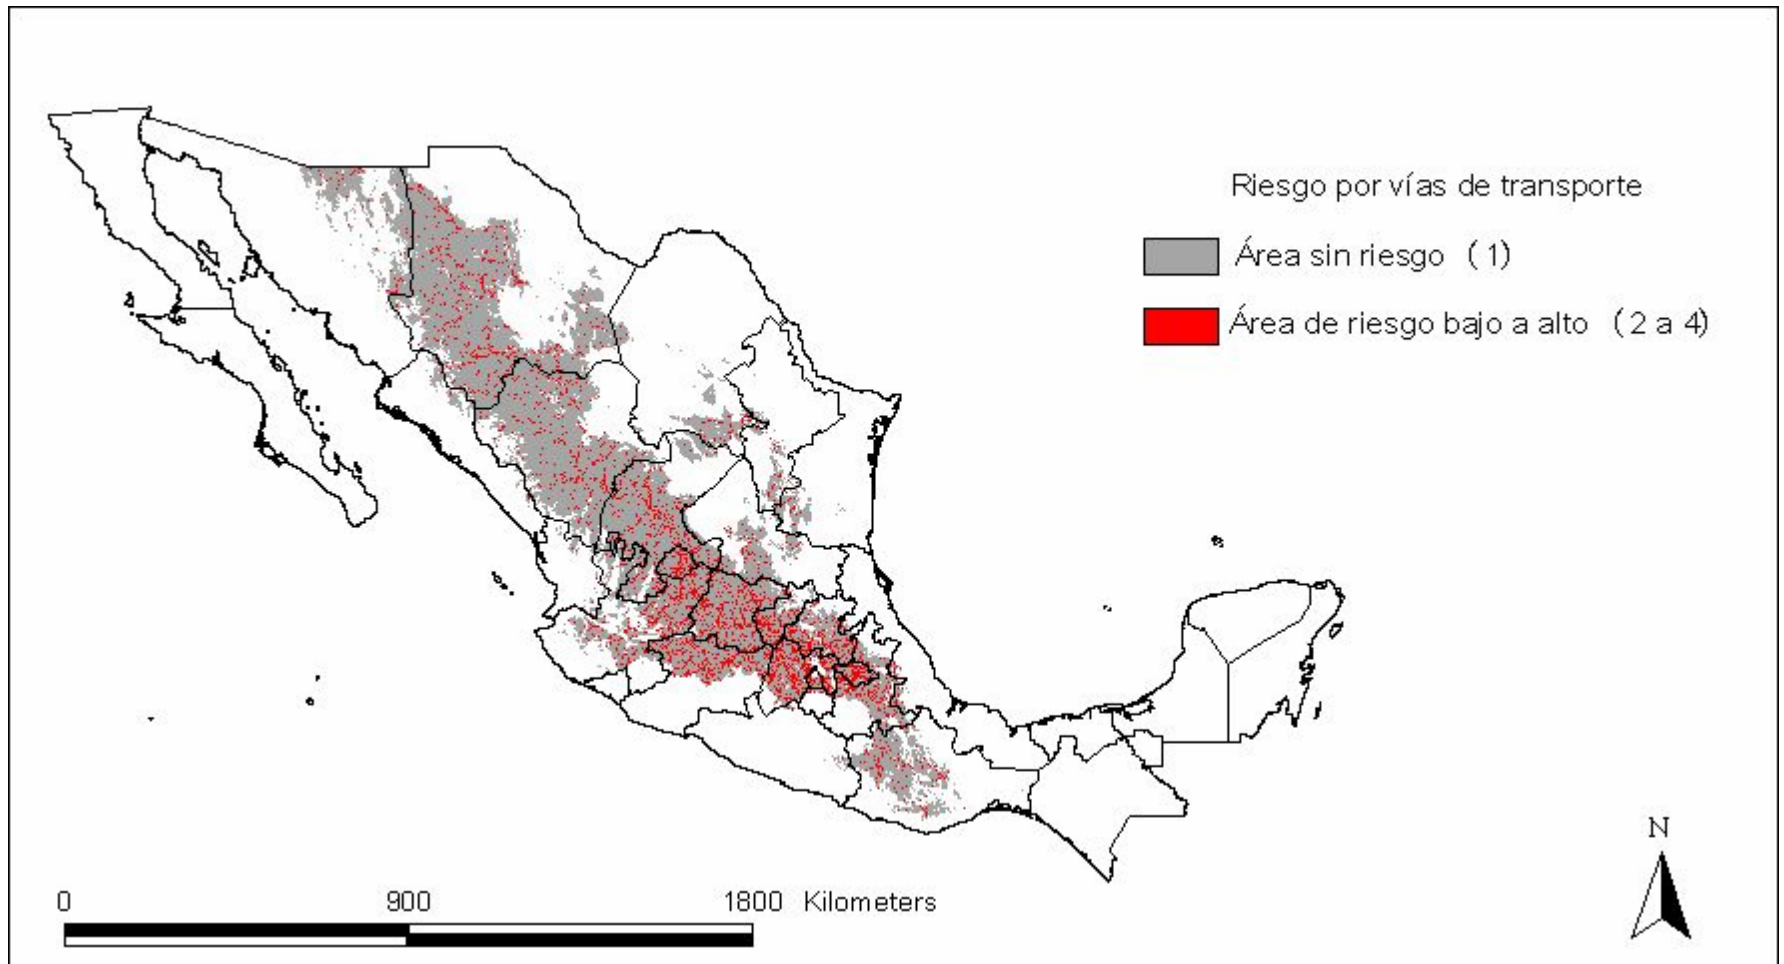 Riesgo por vías de transporte
Área sin riesgo (1)
Área de riesgo bajo a alto (2 a 4)
N
0 900 1800 Kilometers